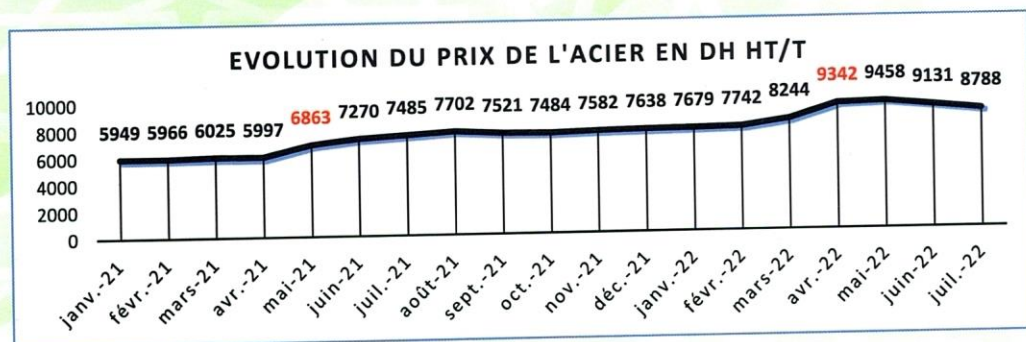 EVOLUTION DU PRIX DE L'ACIER EN DH HT/T
5949 5966 6025 5997 6863 7270 7485 7702 7521 7484 7582 7638 7679 7742 8244 9342 9458 9131 8788
10000
8000
6000
4000
2000
0
janv.-21 févr.-21 mars-21 avr.-21 mai-21 juin-21 juil.-21 août-21 sept.-21 oct.-21 nov.-21 déc.-21 janv.-22 févr.-22 mars-22 avr.-22 mai-22 juin-22 juil.-22